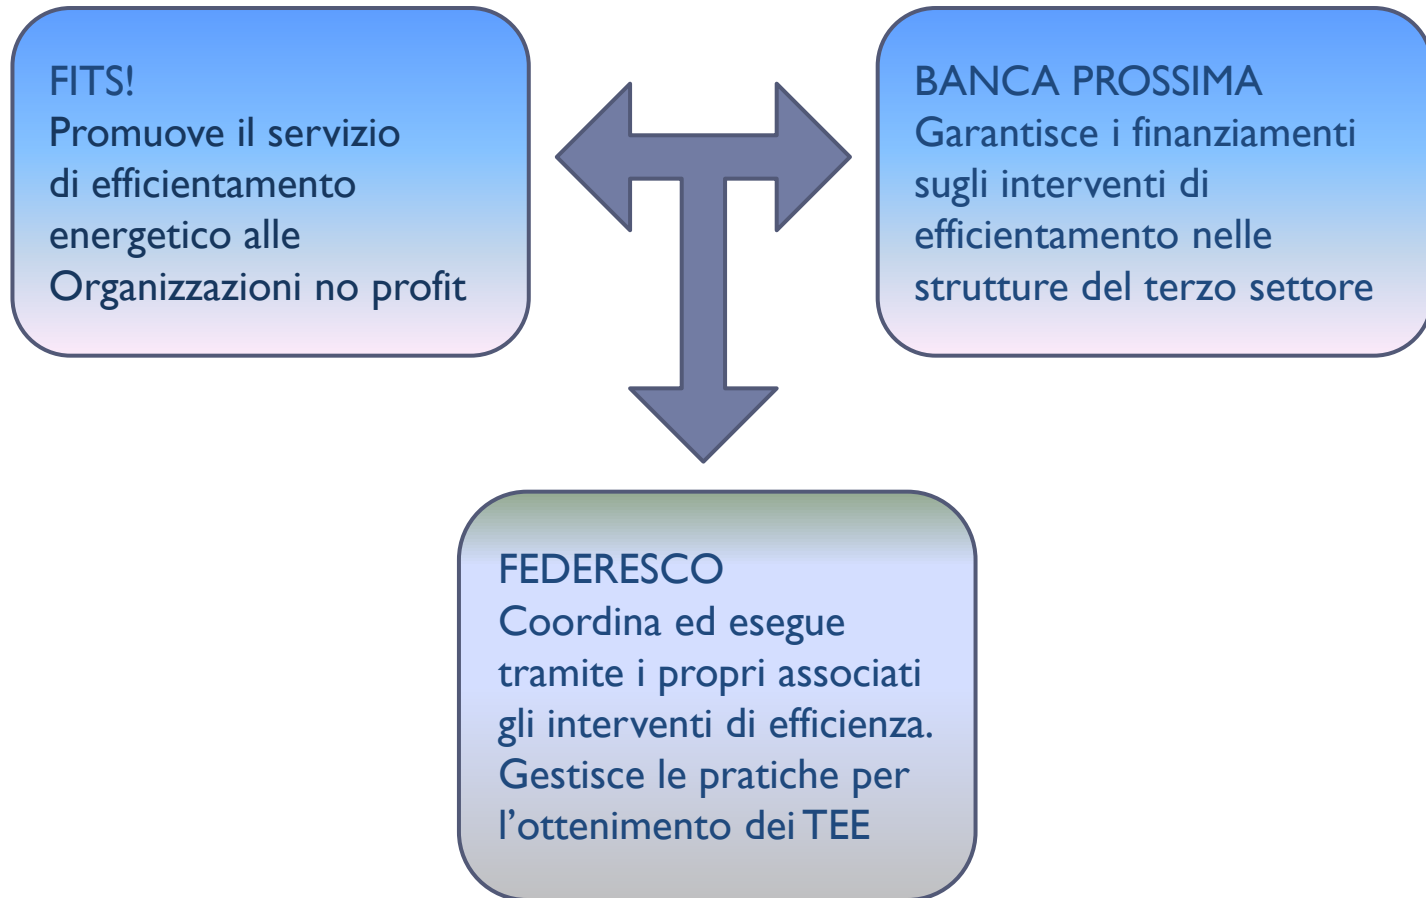 FITS!
Promuove il servizio
di efficientamento
energetico alle
Organizzazioni no profit
BANCA PROSSIMA
Garantisce i finanziamenti
sugli interventi di
efficientamento nelle
strutture del terzo settore
FEDERESCO
Coordina ed esegue
tramite i propri associati
gli interventi di efficienza.
Gestisce le pratiche per
l’ottenimento dei TEE